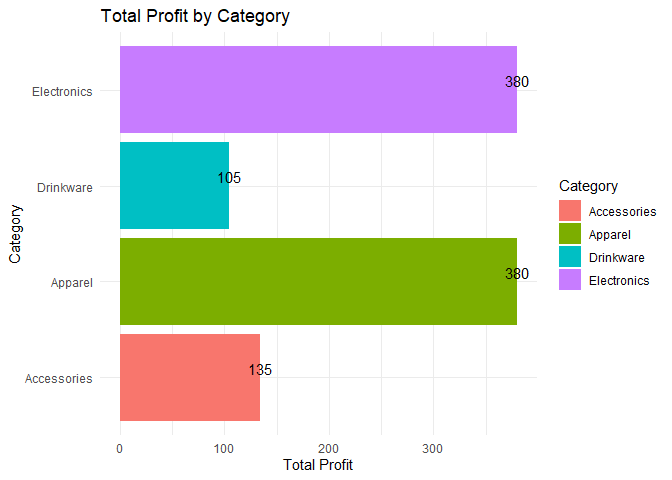 Total Profit by Category
Electronics
380
Drinkware
105
Apparel
380
Accessories
135
Category
0 100 200 300
Total Profit
Category
Accessories
Apparel
Drinkware
Electronics